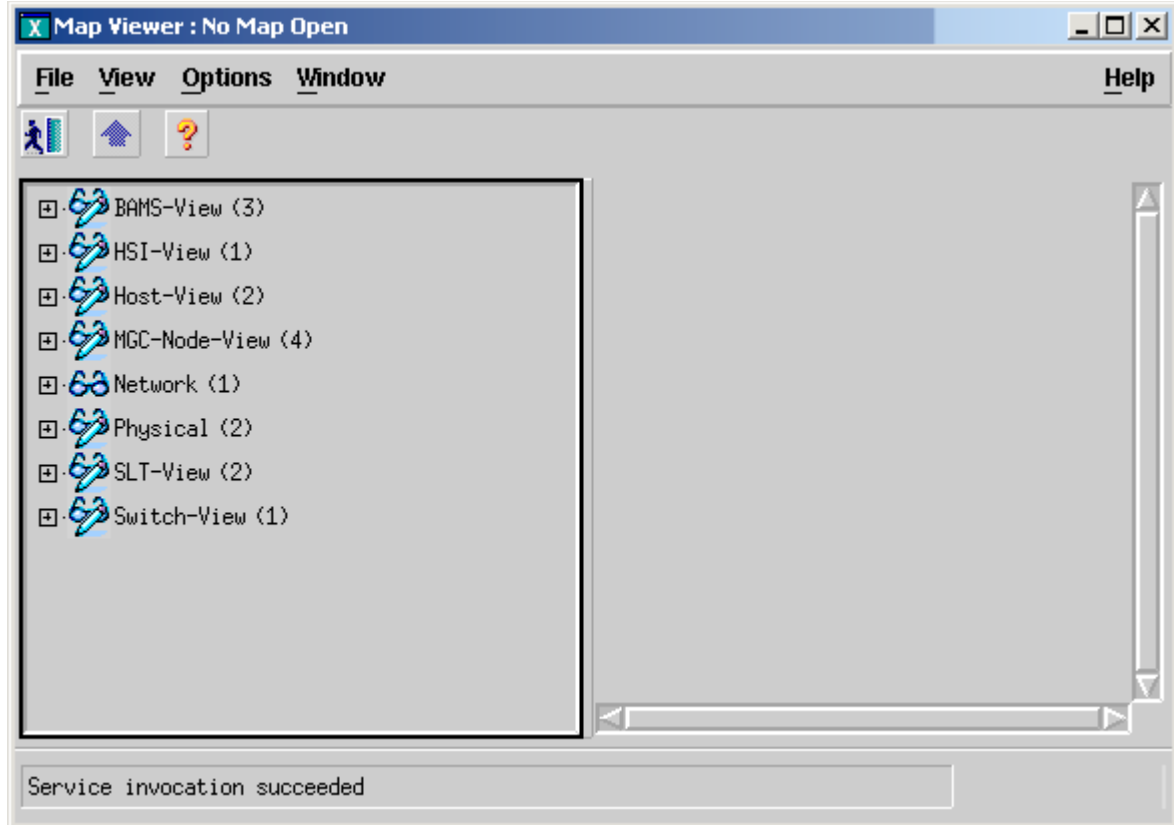 Map Viewer : No Map Open
File View Options Window Help
BAMS-View (3)
HSI-View (1)
Host-View (2)
MGC-Node-View (4)
Network (1)
Physical (2)
SLT-View (2)
Switch-View (1)
Service invocation succeeded